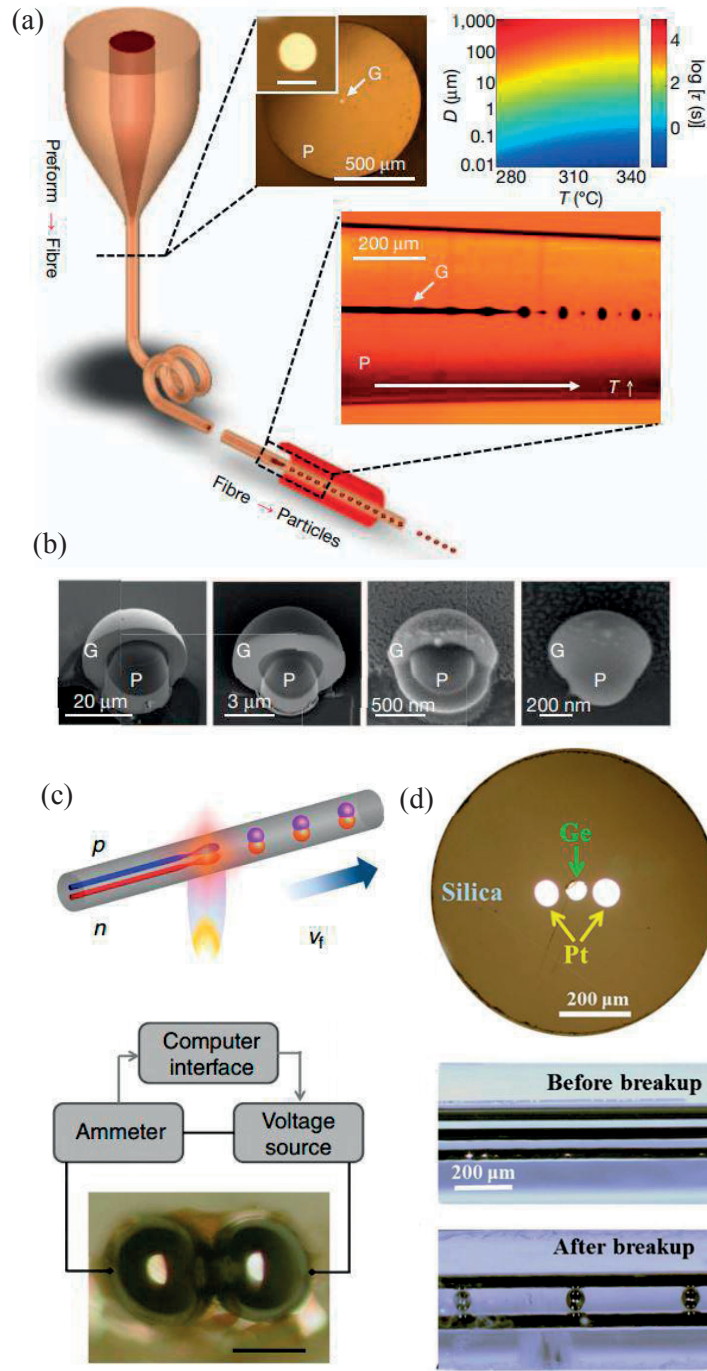 (a)
Preform → Fibre
G
P
500 µm
D (µm)
1,000
100
10
1
0.1
0.01
280
310
340
T (°C)
4
2
0
log [τ (s)]
200 µm
G
P
T ↑
Fibre → Particles
(b)
G
P
20 µm
G
P
3 µm
G
P
500 nm
G
P
200 nm
(c)
p
n
vf
Computer
interface
Ammeter
Voltage
source
(d)
Ge
Silica
Pt
200 µm
Before breakup
200 µm
After breakup